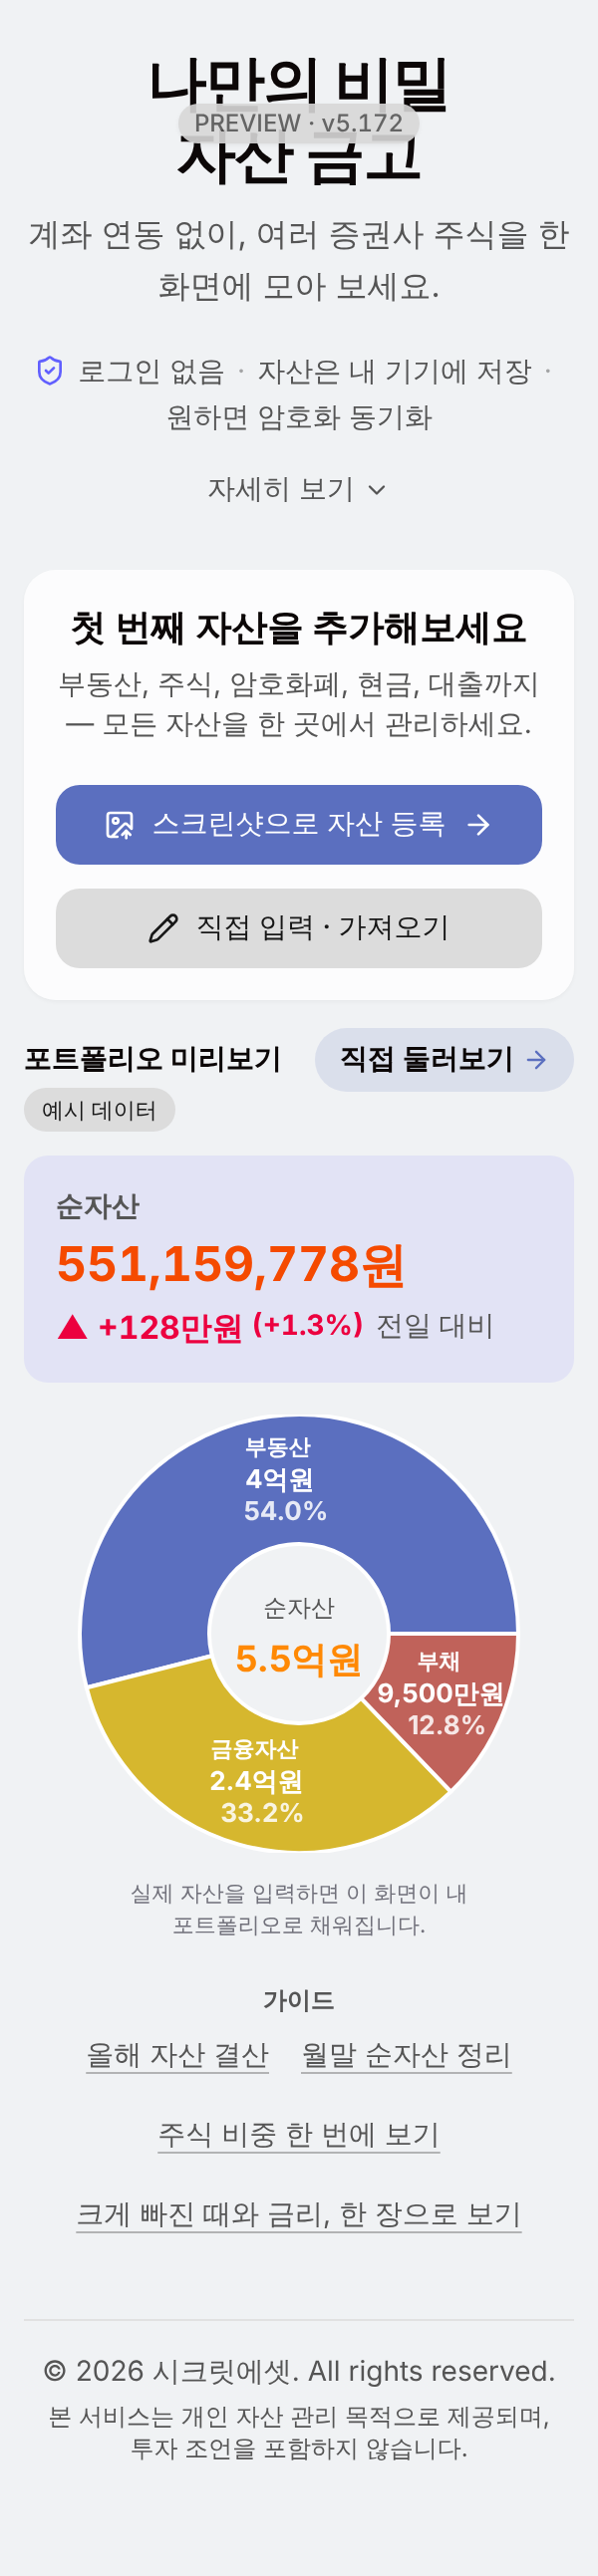 나만의 비밀
PREVIEW · v5.172
자산 금고
계좌 연동 없이, 여러 증권사 주식을 한
화면에 모아 보세요.
로그인 없음 · 자산은 내 기기에 저장 ·
원하면 암호화 동기화
자세히 보기
첫 번째 자산을 추가해보세요
부동산, 주식, 암호화폐, 현금, 대출까지
— 모든 자산을 한 곳에서 관리하세요.
스크린샷으로 자산 등록 →
직접 입력 · 가져오기
포트폴리오 미리보기
직접 둘러보기 →
예시 데이터
순자산
551,159,778원
▲ +128만원 (+1.3%) 전일 대비
부동산
4억원
54.0%
순자산
5.5억원
부채
9,500만원
12.8%
금융자산
2.4억원
33.2%
실제 자산을 입력하면 이 화면이 내
포트폴리오로 채워집니다.
가이드
올해 자산 결산 월말 순자산 정리
주식 비중 한 번에 보기
크게 빠진 때와 금리, 한 장으로 보기
© 2026 시크릿에셋. All rights reserved.
본 서비스는 개인 자산 관리 목적으로 제공되며,
투자 조언을 포함하지 않습니다.